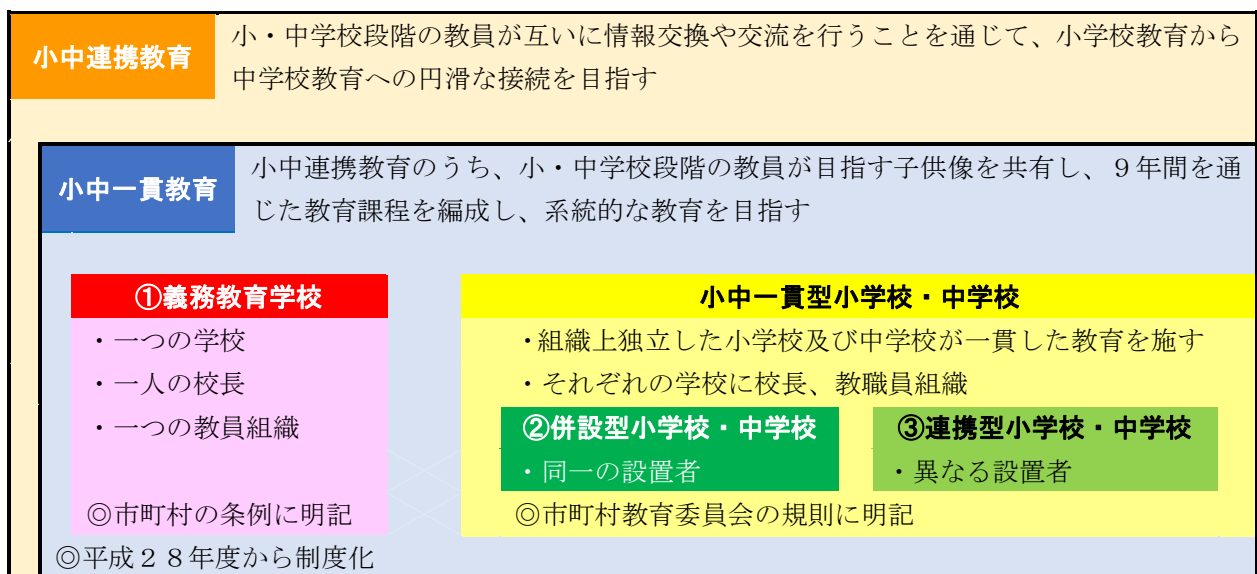 小中連携教育
小・中学校段階の教員が互いに情報交換や交流を行うことを通じて、小学校教育から
中学校教育への円滑な接続を目指す
小中一貫教育
小中連携教育のうち、小・中学校段階の教員が目指す子供像を共有し、９年間を通
じた教育課程を編成し、系統的な教育を目指す
①義務教育学校
・一つの学校
・一人の校長
・一つの教員組織
◎市町村の条例に明記
小中一貫型小学校・中学校
・組織上独立した小学校及び中学校が一貫した教育を施す
・それぞれの学校に校長、教職員組織
②併設型小学校・中学校
・同一の設置者
③連携型小学校・中学校
・異なる設置者
◎市町村教育委員会の規則に明記
◎平成２８年度から制度化